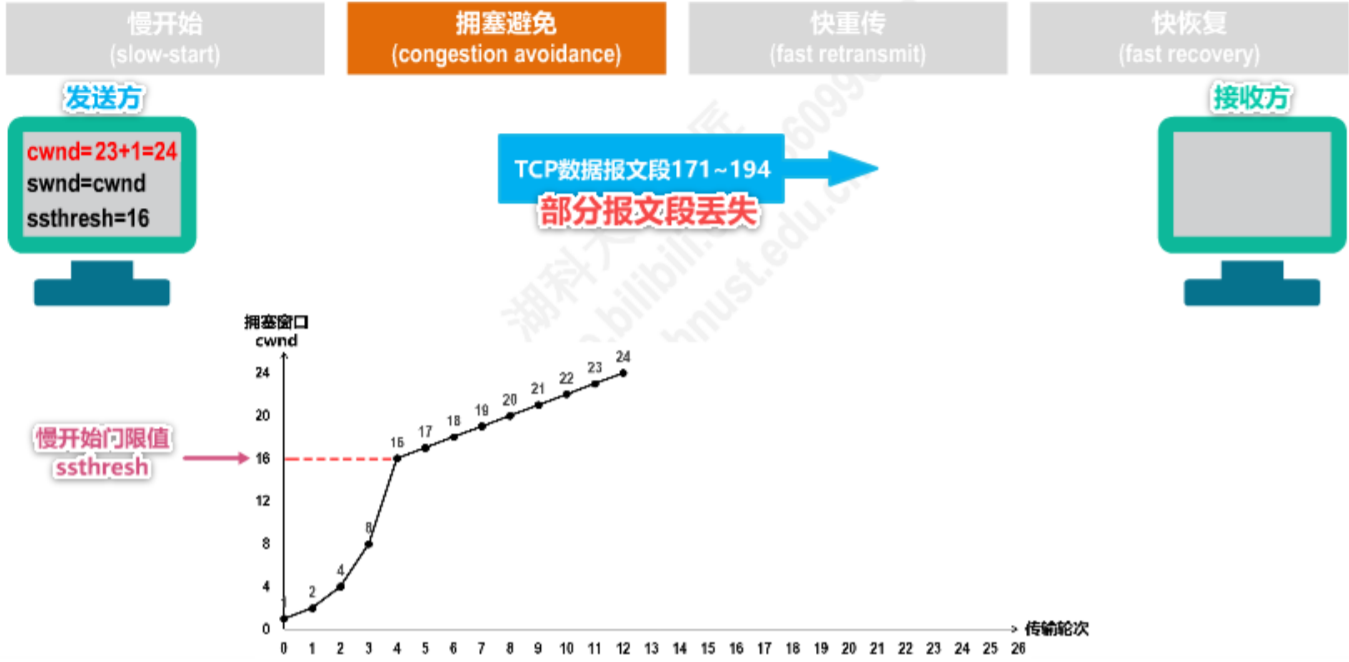 慢开始
(slow-start)
拥塞避免
(congestion avoidance)
快重传
(fast retransmit)
快恢复
(fast recovery)
发送方
接收方
cwnd= 23+1=24
swnd=cwnd
ssthresh=16
TCP数据报文段171~194
部分报文段丢失
湖科大
拥塞窗口
cwnd
24
20
16
12
8
4
0
慢开始门限值
ssthresh
1
2
4
8
16
17
18
19
20
21
22
23
24
0 1 2 3 4 5 6 7 8 9 10 11 12 13 14 15 16 17 18 19 20 21 22 23 24 25 26
传输轮次